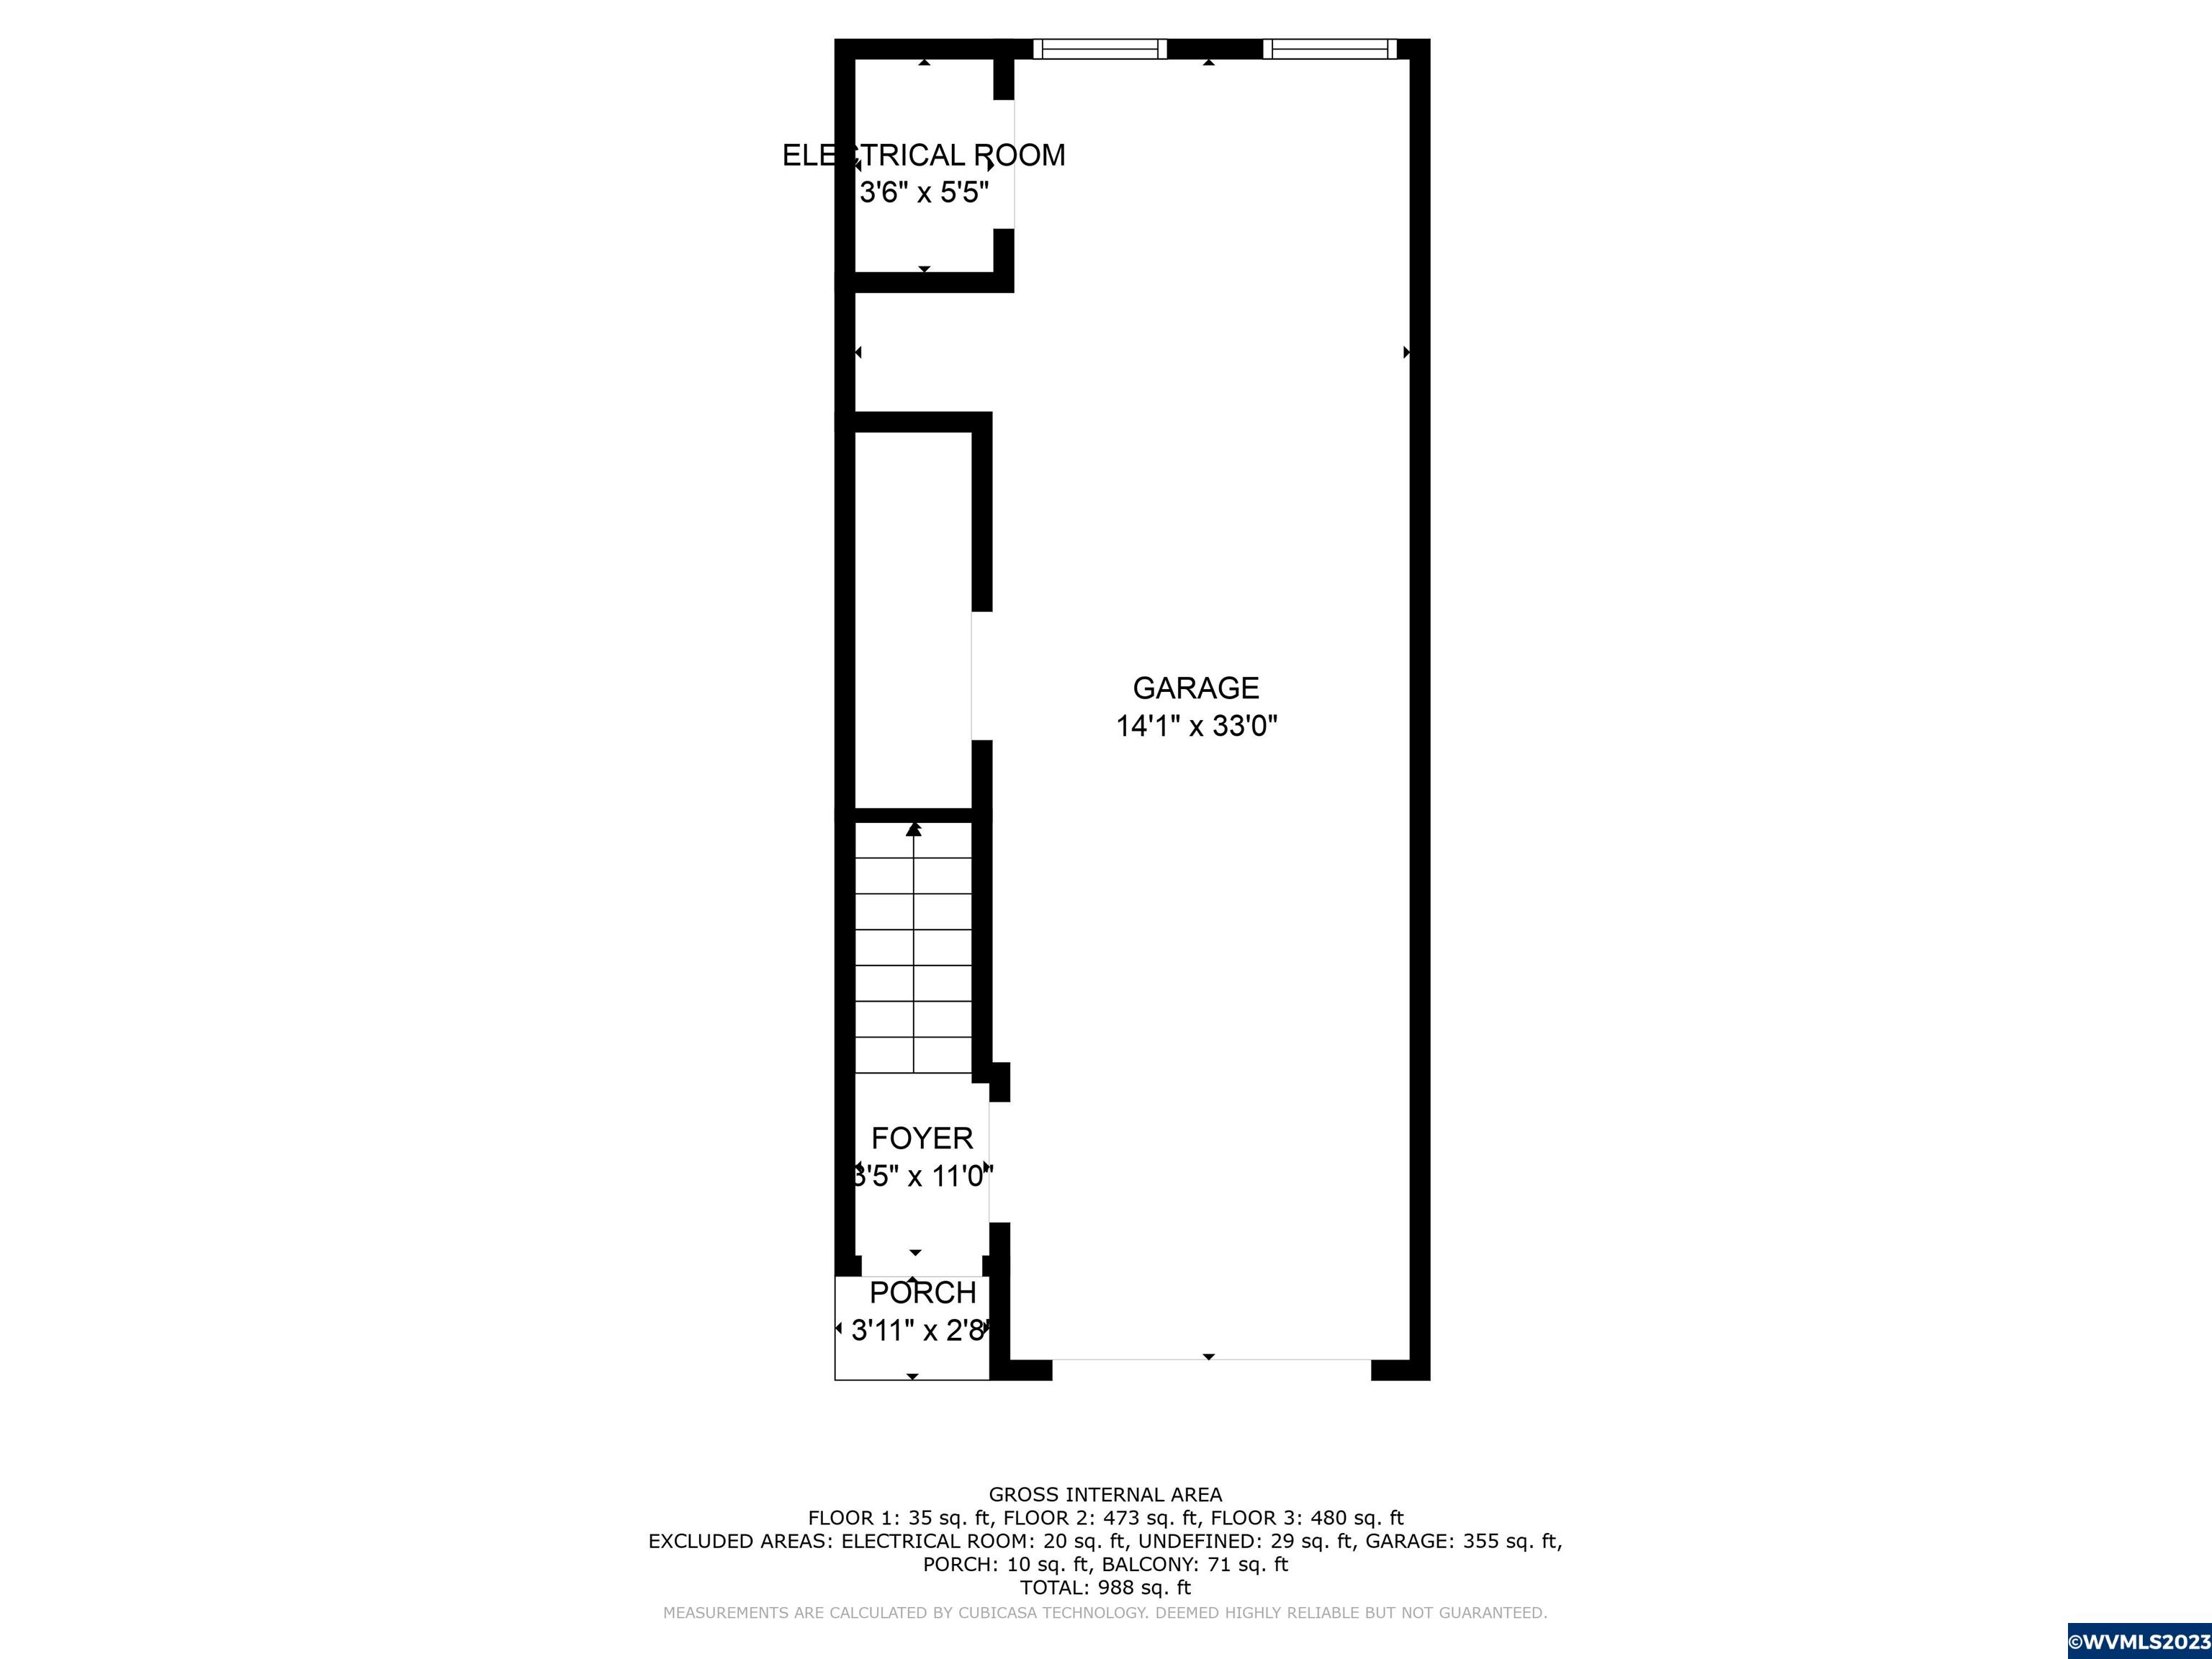 ELECTRICAL ROOM
3'6" x 5'5"
GARAGE
14'1" x 33'0"
FOYER
3'5" x 11'0"
PORCH
3'11" x 2'8"
GROSS INTERNAL AREA
FLOOR 1: 35 sq. ft, FLOOR 2: 473 sq. ft, FLOOR 3: 480 sq. ft
EXCLUDED AREAS: ELECTRICAL ROOM: 20 sq. ft, UNDEFINED: 29 sq. ft, GARAGE: 355 sq. ft,
PORCH: 10 sq. ft, BALCONY: 71 sq. ft
TOTAL: 988 sq. ft
MEASUREMENTS ARE CALCULATED BY CUBICASA TECHNOLOGY. DEEMED HIGHLY RELIABLE BUT NOT GUARANTEED.
©WVMLS2023